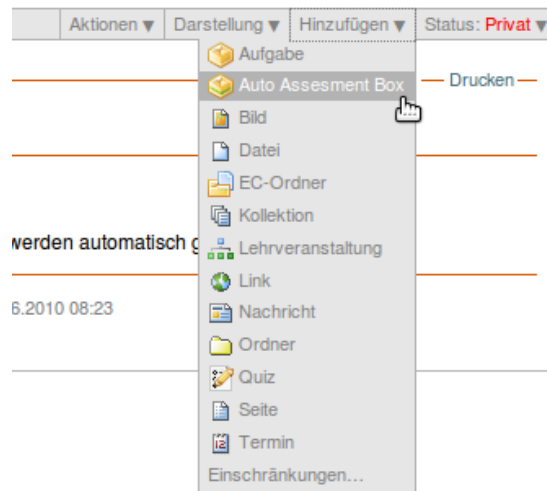 Aktionen ▼ Darstellung ▼ Hinzufügen ▼ Status: Privat ▼
Aufgabe
Auto Assesment Box
Drucken
Bild
Datei
EC-Ordner
Kollektion
werden automatisch g
Lehrveranstaltung
Link
6.2010 08:23
Nachricht
Ordner
Quiz
Seite
12
Termin
Einschränkungen...